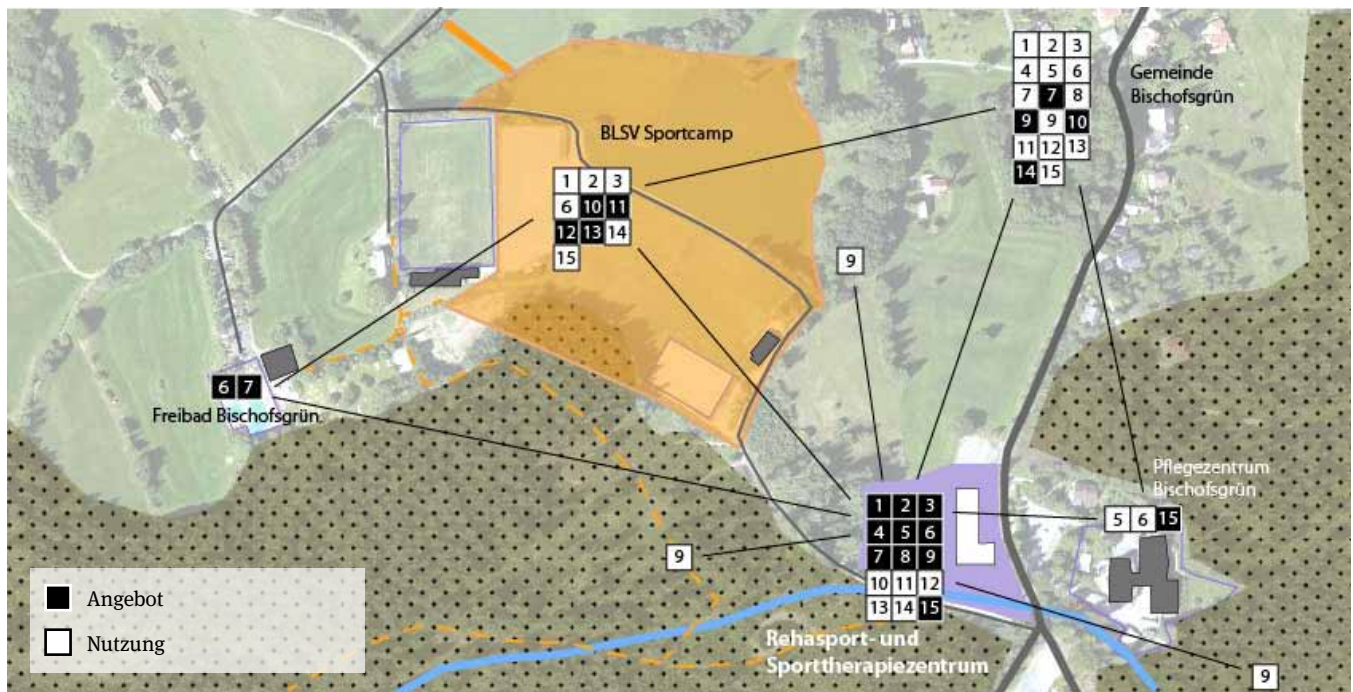 1 2 3
4 5 6
7 7 8
9 9 10
11 12 13
14 15
Gemeinde
Bischofsgrün
BLSV Sportcamp
1 2 3
6 10 11
12 13 14
15
9
6 7
Freibad Bischofsgrün
Pflegezentrum
Bischofsgrün
5 6 15
1 2 3
4 5 6
7 8 9
10 11 12
13 14 15
9
Rehasport- und
Sporttherapiezentrum
9
Angebot
Nutzung